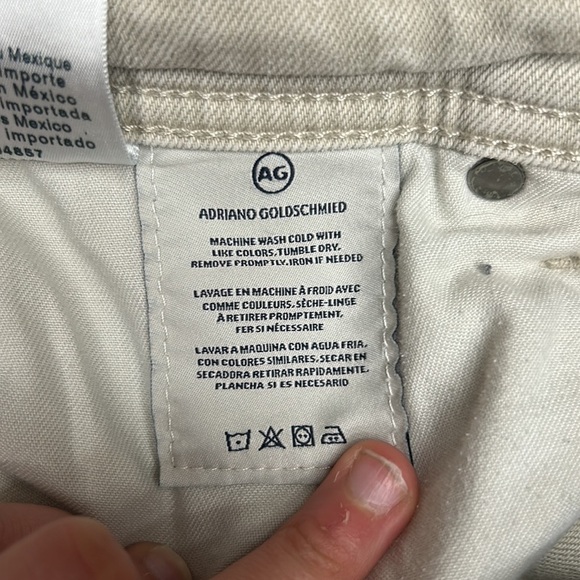 Mexique
importe
México
Importada
Mexico
importado
AG
ADRIANO GOLDSCHMIED
MACHINE WASH COLD WITH
LIKE COLORS. TUMBLE DRY.
REMOVE PROMPTLY. IRON IF NEEDED
LAVAGE EN MACHINE À FROID AVEC
COMME COULEURS. SÈCHE-LINGE
À RETIRER PROMPTEMENT,
FER SI NÉCESSAIRE
LAVAR A MAQUINA CON AGUA FRIA,
CON COLORES SIMILARES. SECAR EN
SECADORA RETIRAR RAPIDAMENTE.
PLANCHA SI ES NECESARIO